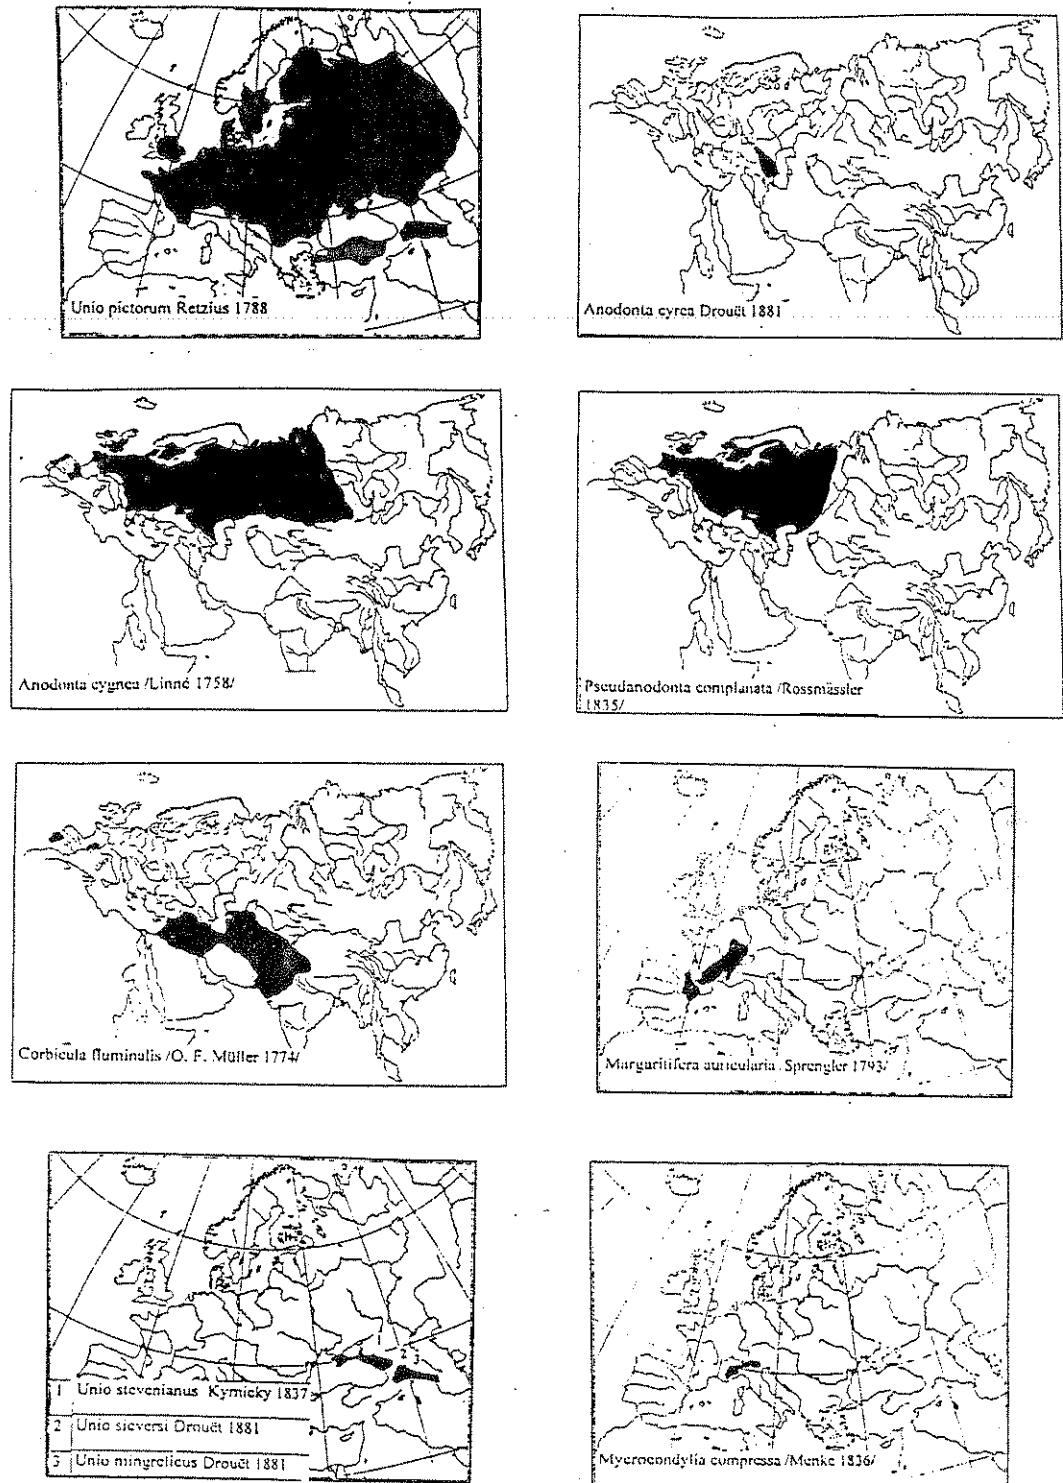 Unio pictorum Retzius 1788
Anodonta cyrea Drouët 1881
Anodonta cygnea /Linné 1758/
Pseudanodonta complanata /Rossmässler
1835/
Corbicula fluminalis /O. F. Müller 1774/
Margaritifera auricularia Sprengler 1793/
1 Unio stevenianus Krynicky 1837
2 Unio sieversi Drouët 1881
3 Unio mingrelicus Drouët 1881
2
3
Mycrocondylia compressa /Menke 1836/